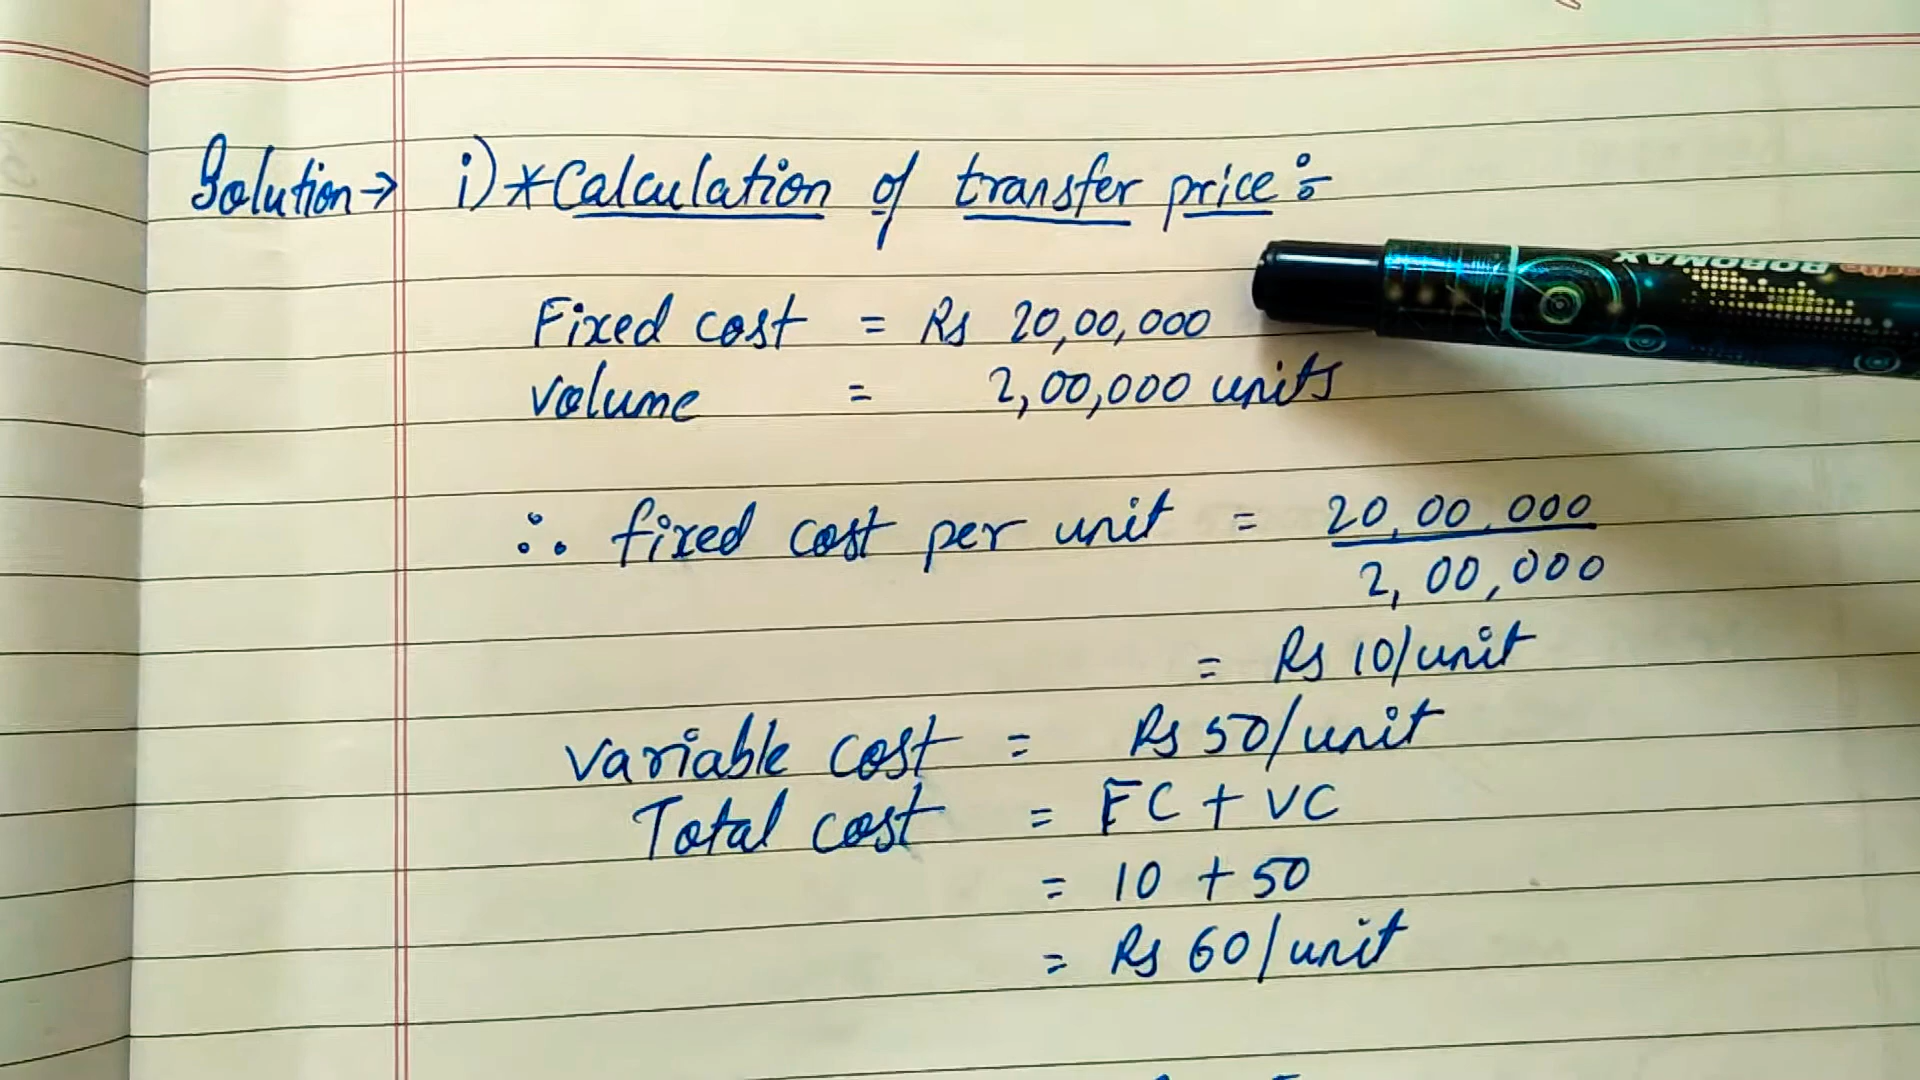 Solution → i) * Calculation of transfer price :-
ROROMAX
Fixed cost = Rs 20,00,000
volume = 2,00,000 units
∴ fixed cost per unit = 20,00,000
2,00,000
= Rs 10/unit
variable cost = Rs 50/unit
Total cost = FC + VC
= 10 + 50
= Rs 60/unit